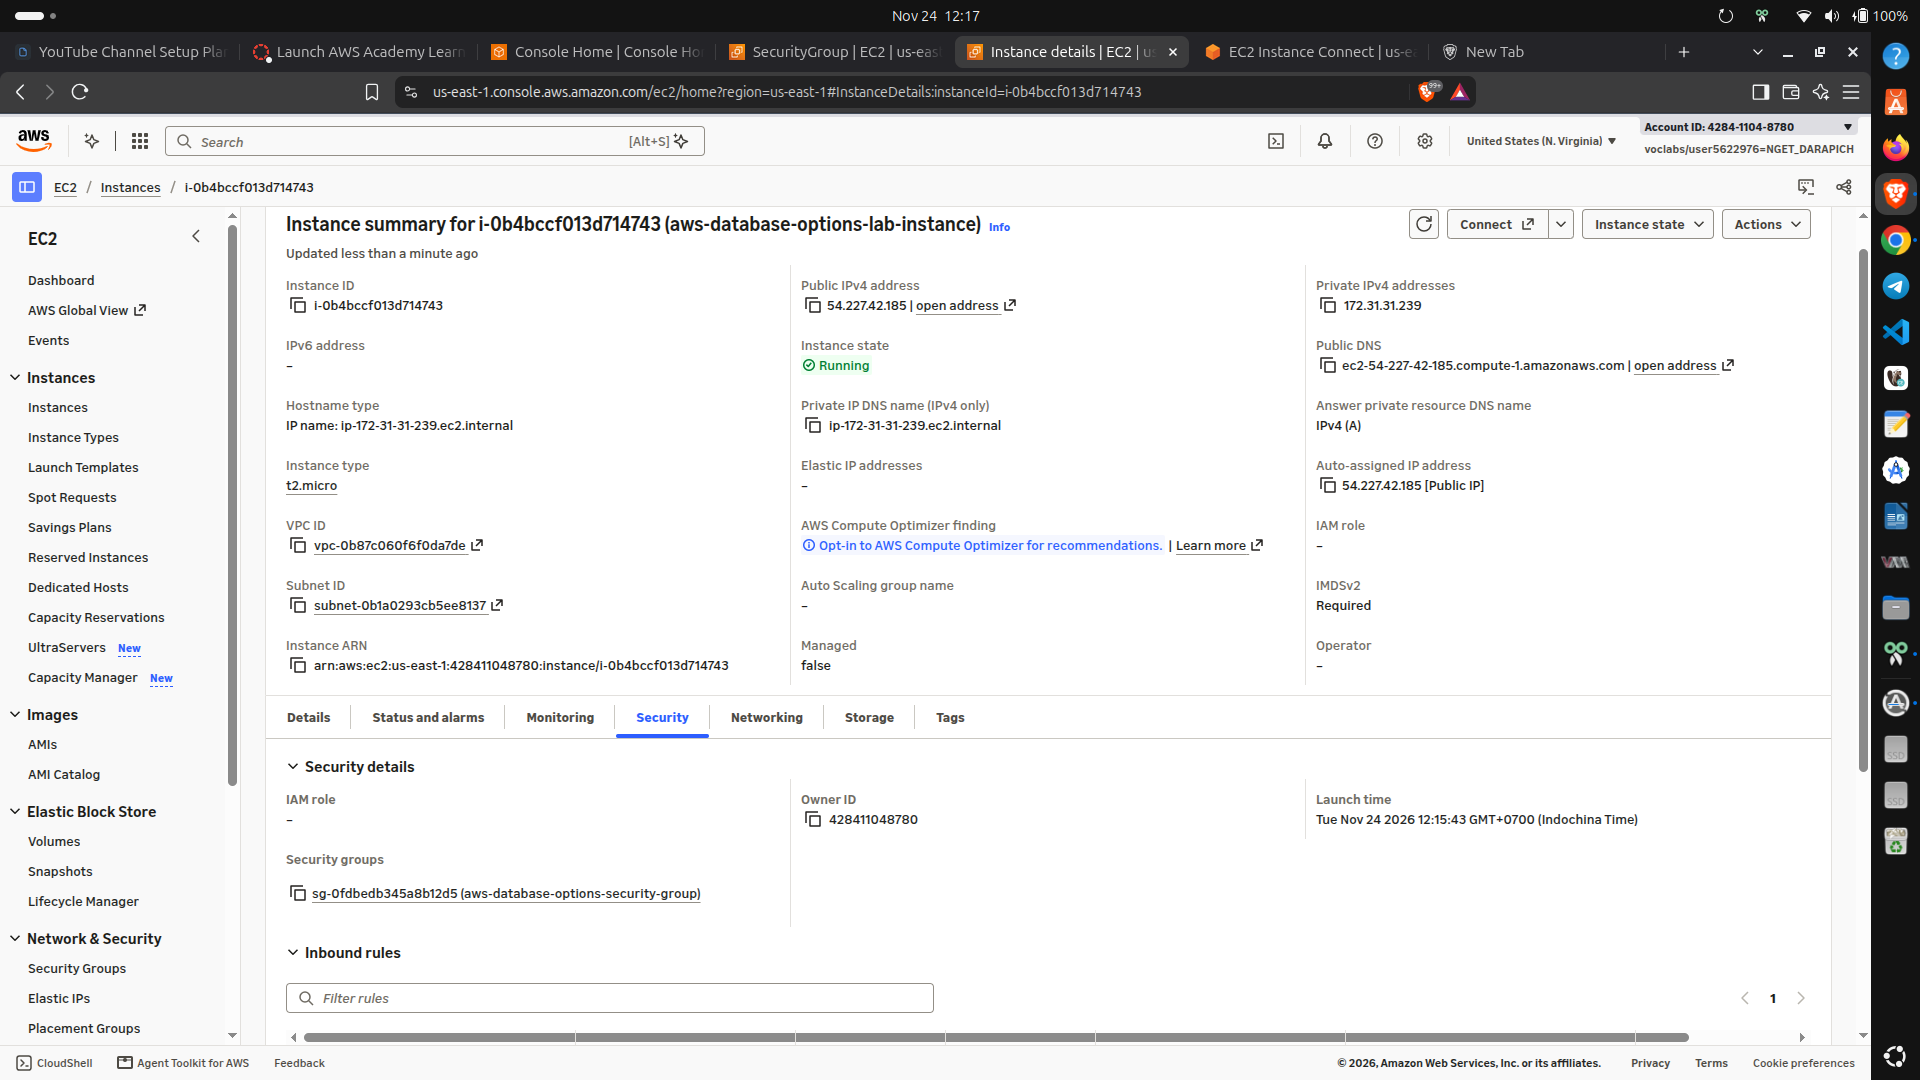 Nov 24 12:17
100%
YouTube Channel Setup Pla
Launch AWS Academy Learn
Console Home | Console Ho
SecurityGroup | EC2 | us-eas
Instance details | EC2 | us
EC2 Instance Connect | us-e
New Tab
us-east-1.console.aws.amazon.com/ec2/home?region=us-east-1#InstanceDetails:instanceId=i-0b4bccf013d714743
99+
aws
Search
[Alt+S]
United States (N. Virginia)
Account ID: 4284-1104-8780
voclabs/user5622976=NGET_DARAPICH
EC2 / Instances / i-0b4bccf013d714743
EC2
Dashboard
AWS Global View
Events
Instances
Instances
Instance Types
Launch Templates
Spot Requests
Savings Plans
Reserved Instances
Dedicated Hosts
Capacity Reservations
UltraServers New
Capacity Manager New
Images
AMIs
AMI Catalog
Elastic Block Store
Volumes
Snapshots
Lifecycle Manager
Network & Security
Security Groups
Elastic IPs
Placement Groups
Instance summary for i-0b4bccf013d714743 (aws-database-options-lab-instance) Info
Updated less than a minute ago
Connect
Instance state
Actions
Instance ID
i-0b4bccf013d714743
Public IPv4 address
54.227.42.185 | open address
Private IPv4 addresses
172.31.31.239
IPv6 address
–
Instance state
Running
Public DNS
ec2-54-227-42-185.compute-1.amazonaws.com | open address
Hostname type
IP name: ip-172-31-31-239.ec2.internal
Private IP DNS name (IPv4 only)
ip-172-31-31-239.ec2.internal
Answer private resource DNS name
IPv4 (A)
Instance type
t2.micro
Elastic IP addresses
–
Auto-assigned IP address
54.227.42.185 [Public IP]
VPC ID
vpc-0b87c060f6f0da7de
AWS Compute Optimizer finding
Opt-in to AWS Compute Optimizer for recommendations. | Learn more
IAM role
–
Subnet ID
subnet-0b1a0293cb5ee8137
Auto Scaling group name
–
IMDSv2
Required
Instance ARN
arn:aws:ec2:us-east-1:428411048780:instance/i-0b4bccf013d714743
Managed
false
Operator
–
Details
Status and alarms
Monitoring
Security
Networking
Storage
Tags
Security details
IAM role
–
Owner ID
428411048780
Launch time
Tue Nov 24 2026 12:15:43 GMT+0700 (Indochina Time)
Security groups
sg-0fdbedb345a8b12d5 (aws-database-options-security-group)
Inbound rules
Filter rules
1
CloudShell
Agent Toolkit for AWS
Feedback
© 2026, Amazon Web Services, Inc. or its affiliates.
Privacy
Terms
Cookie preferences